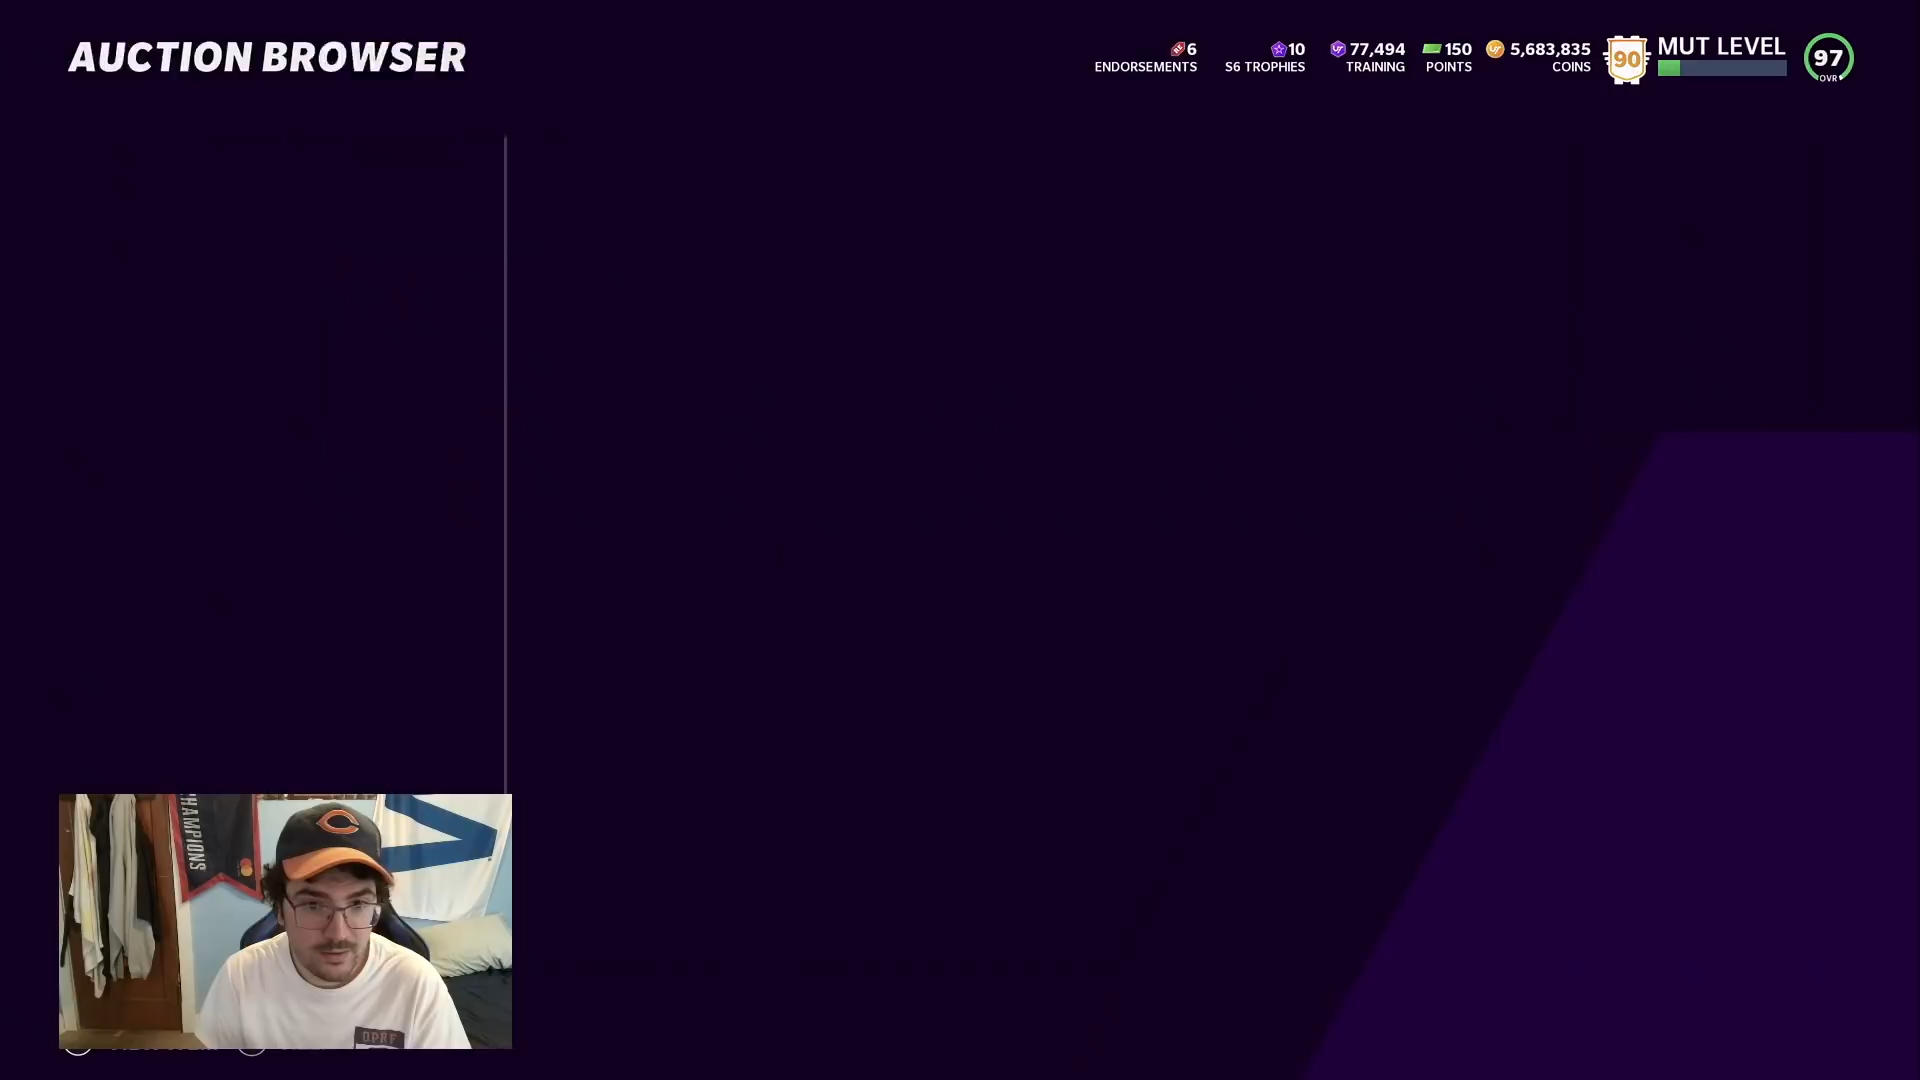 AUCTION BROWSER
6
ENDORSEMENTS
10
S6 TROPHIES
77,494
TRAINING
150
POINTS
5,683,835
COINS
90
MUT LEVEL
97
OVR
CHAMPIONS
OPRF